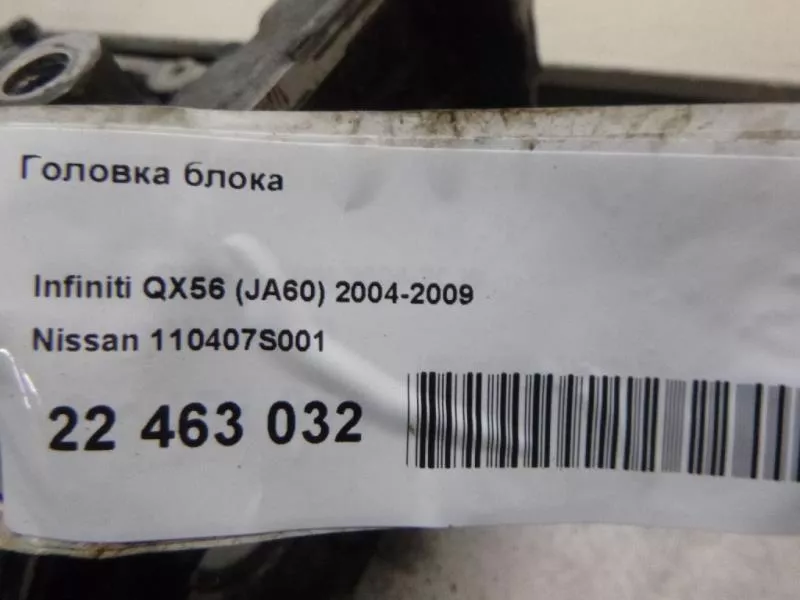 Головка блока
Infiniti QX56 (JA60) 2004-2009
Nissan 110407S001
22 463 032